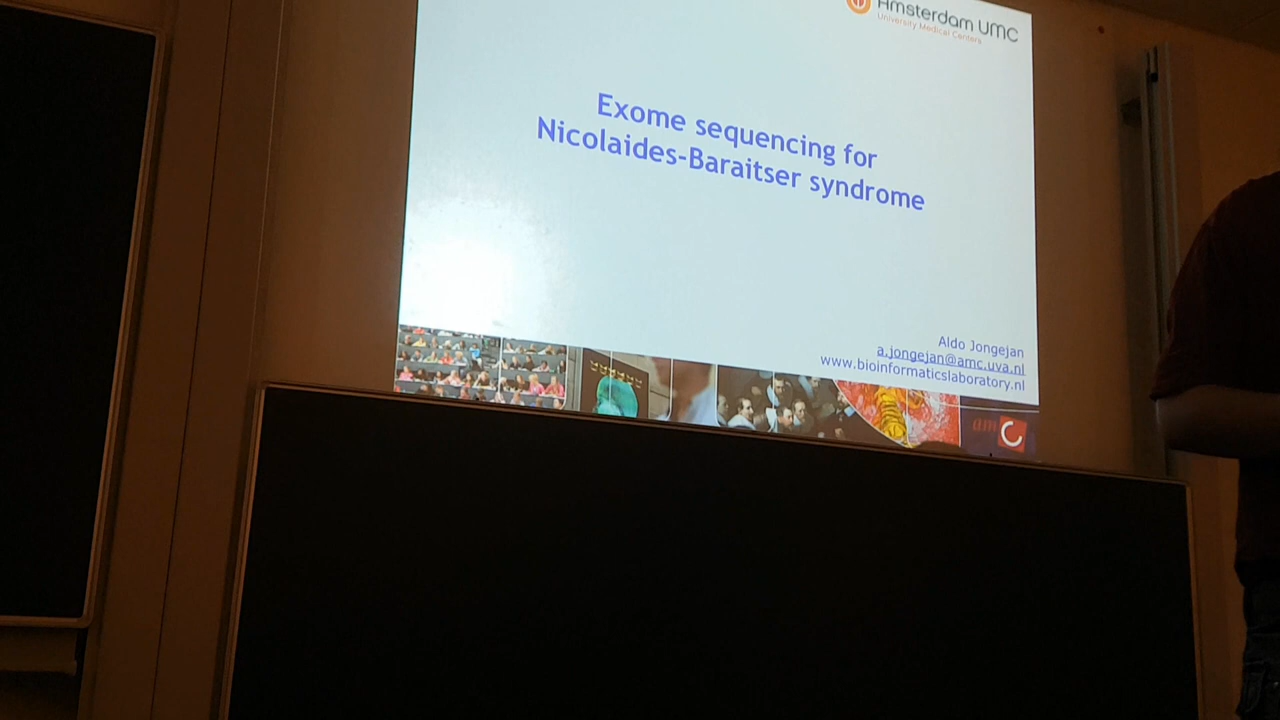 Amsterdam UMC
University Medical Centers
Exome sequencing for
Nicolaides-Baraitser syndrome
Aldo Jongejan
a.jongejan@amc.uva.nl
www.bioinformaticslaboratory.nl
am